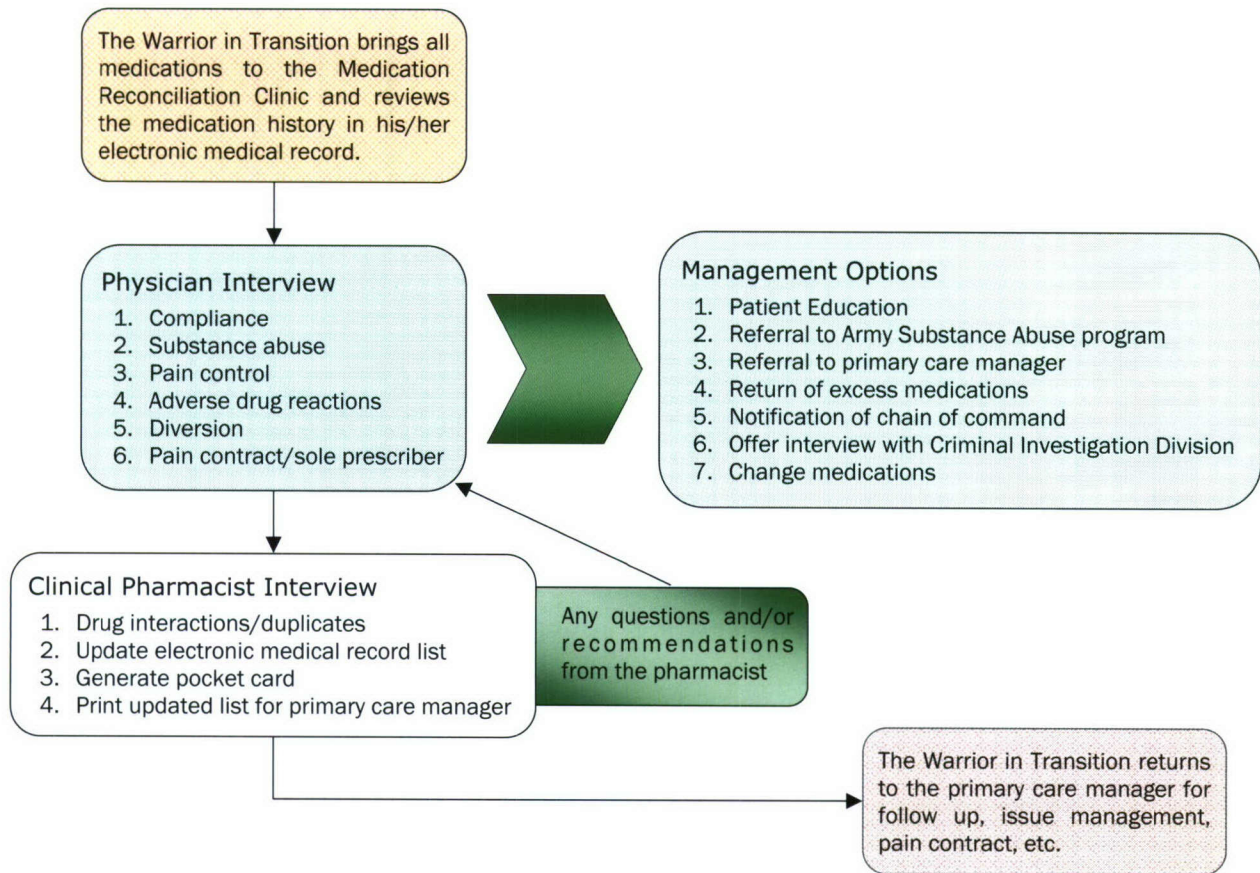 The Warrior in Transition brings all
medications to the Medication
Reconciliation Clinic and reviews
the medication history in his/her
electronic medical record.
Physician Interview
1. Compliance
2. Substance abuse
3. Pain control
4. Adverse drug reactions
5. Diversion
6. Pain contract/sole prescriber
Management Options
1. Patient Education
2. Referral to Army Substance Abuse program
3. Referral to primary care manager
4. Return of excess medications
5. Notification of chain of command
6. Offer interview with Criminal Investigation Division
7. Change medications
Clinical Pharmacist Interview
1. Drug interactions/duplicates
2. Update electronic medical record list
3. Generate pocket card
4. Print updated list for primary care manager
Any questions and/or
recommendations
from the pharmacist
The Warrior in Transition returns
to the primary care manager for
follow up, issue management,
pain contract, etc.